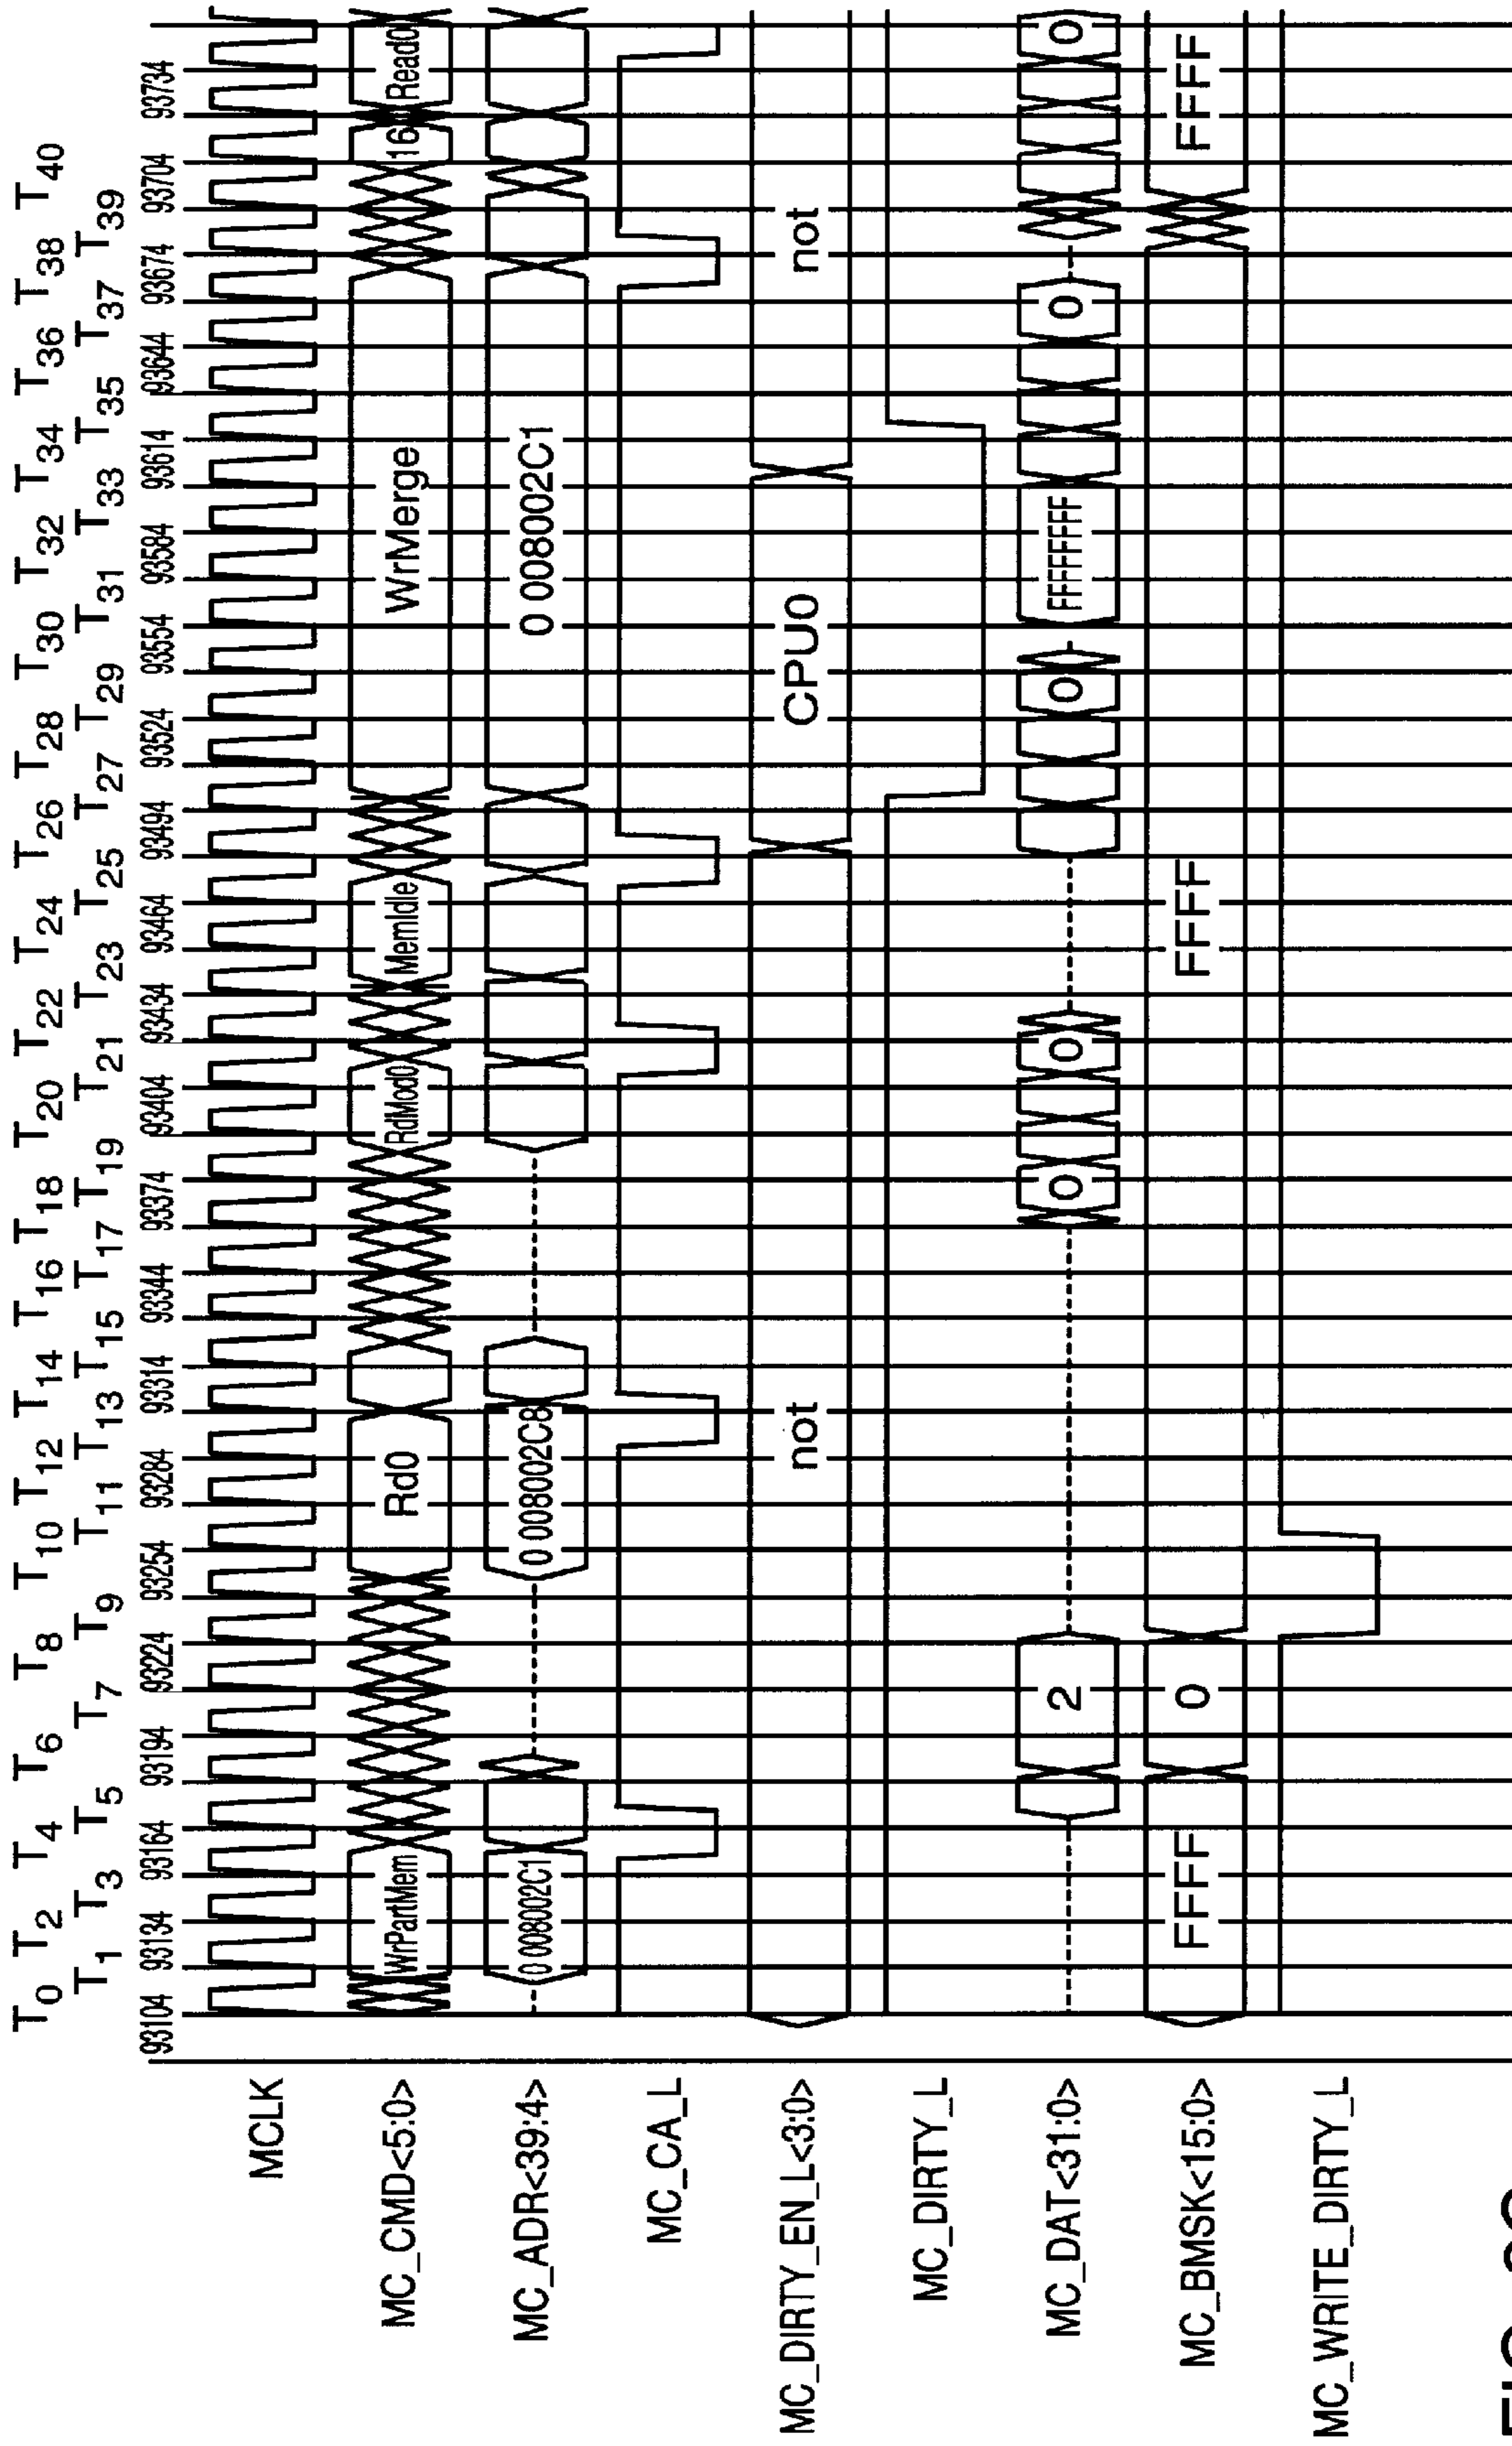 T0 T2 T4 T6 T8 T10 T12 T14 T16 T18 T20 T22 T24 T26 T28 T30 T32 T34 T36 T38 T40
T1 T3 T5 T7 T9 T11 T13 T15 T17 T19 T21 T23 T25 T27 T29 T31 T33 T35 T37 T39
93104 93134 93164 93194 93224 93254 93284 93314 93344 93374 93404 93434 93464 93494 93524 93554 93584 93614 93644 93674 93704 93734
MCLK
MC_CMD<5:0> WrPartMem Rd0 RdMod0 MemIdle WrMerge 16 Read0
MC_ADR<39:4> 0 008002C1 0 008002C8 0 008002C1
MC_CA_L
MC_DIRTY_EN_L<3:0> not CPU0 not
MC_DIRTY_L
MC_DAT<31:0> 2 0 0 0 FFFFFFFF 0 0
MC_BMSK<15:0> FFFF 0 FFFF FFFF
MC_WRITE_DIRTY_L